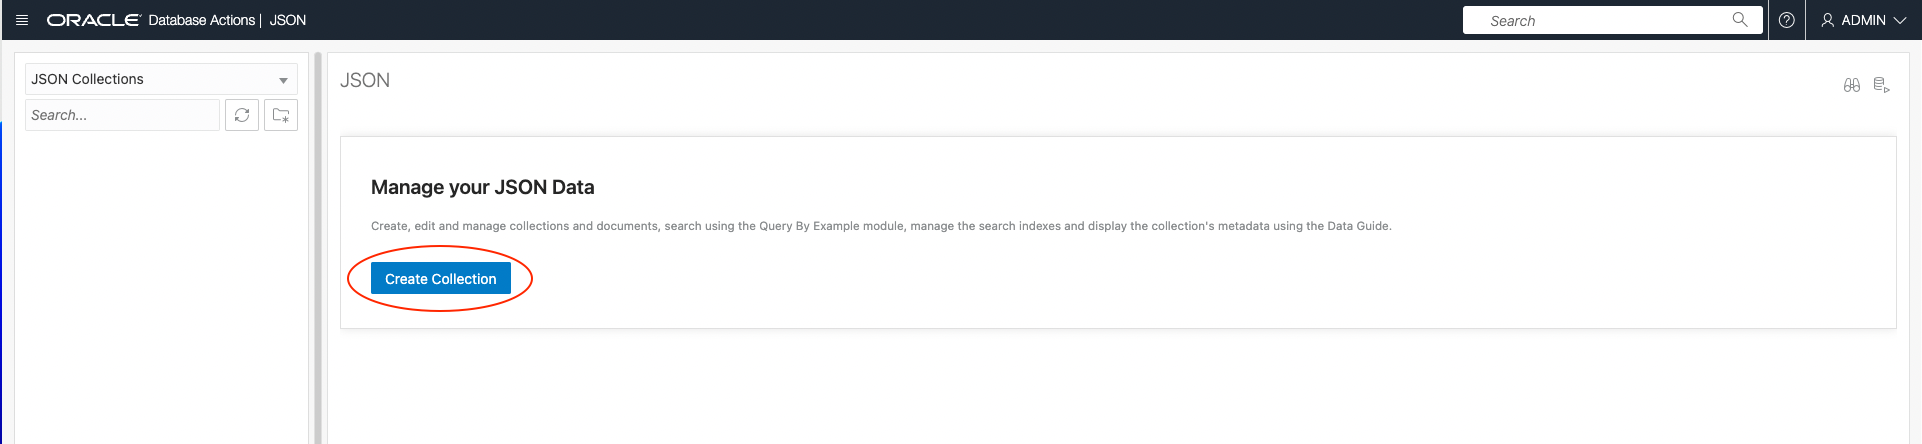 ORACLE Database Actions | JSON
Search
ADMIN
JSON Collections
Search...
JSON
Manage your JSON Data
Create, edit and manage collections and documents, search using the Query By Example module, manage the search indexes and display the collection's metadata using the Data Guide.
Create Collection